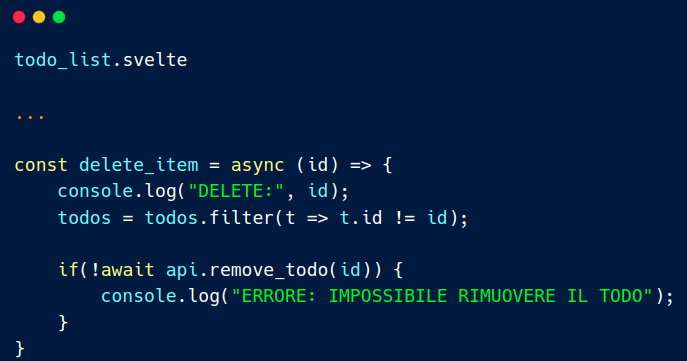 todo_list.svelte
...
const delete_item = async (id) => {
    console.log("DELETE:", id);
    todos = todos.filter(t => t.id != id);
    if(!await api.remove_todo(id)) {
        console.log("ERRORE: IMPOSSIBILE RIMUOVERE IL TODO");
    }
}